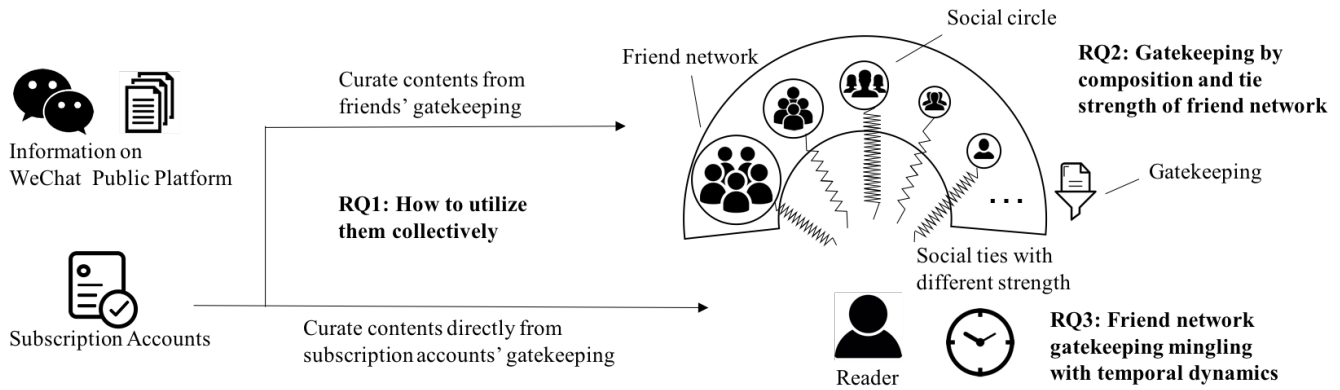 Information on
WeChat Public Platform
Subscription Accounts
Curate contents from
friends’ gatekeeping
RQ1: How to utilize
them collectively
Curate contents directly from
subscription accounts’ gatekeeping
Friend network
Social circle
RQ2: Gatekeeping by
composition and tie
strength of friend network
Gatekeeping
...
Social ties with
different strength
Reader
RQ3: Friend network
gatekeeping mingling
with temporal dynamics